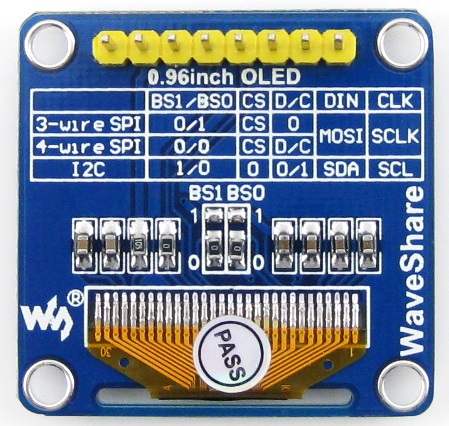 0.96inch OLED
BS1/BS0 CS D/C DIN CLK
3-wire SPI 0/1 CS 0 MOSI SCLK
4-wire SPI 0/0 CS D/C
I2C 1/0 0 0/1 SDA SCL
BS1 BS0
1 1
0 0
WaveShare
®
PASS
30 1